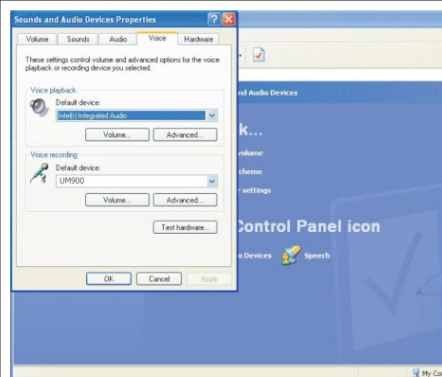 Sounds and Audio Devices Properties
Volume
Sounds
Audio
Voice
Hardware
These settings control volume and advanced options for the voice
playback or recording device you selected.
Voice playback
Default device:
Intel(r) Integrated Audio
Volume...
Advanced...
Voice recording
Default device:
UM900
Volume...
Advanced...
Test hardware...
OK
Cancel
Apply
nd Audio Devices
k...
volume
cheme
settings
Control Panel icon
o Devices
Speech
My Co